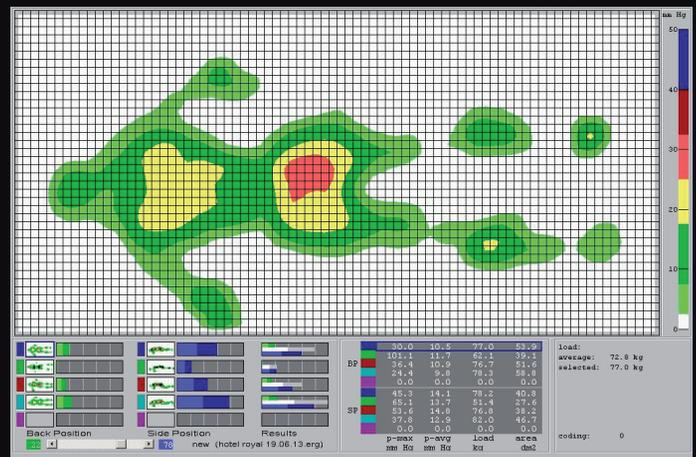 mm Hg
50
40
30
20
10
0
BP
30.0 10.5 77.0 53.9
101.1 11.7 62.1 39.1
36.4 10.9 76.7 51.6
24.4 9.8 78.3 58.8
0.0 0.0 0.0 0.0
SP
45.3 14.1 78.2 40.8
65.1 13.7 51.4 27.6
53.6 14.8 76.8 38.2
37.8 12.9 82.0 46.7
0.0 0.0 0.0 0.0
p-max p-avg load area
mm Hg mm Hg kg dm2
load:
average: 72.8 kg
selected: 77.0 kg
coding: 0
Back Position Side Position Results
22 78 new (hotel royal 19.06.13.erg)